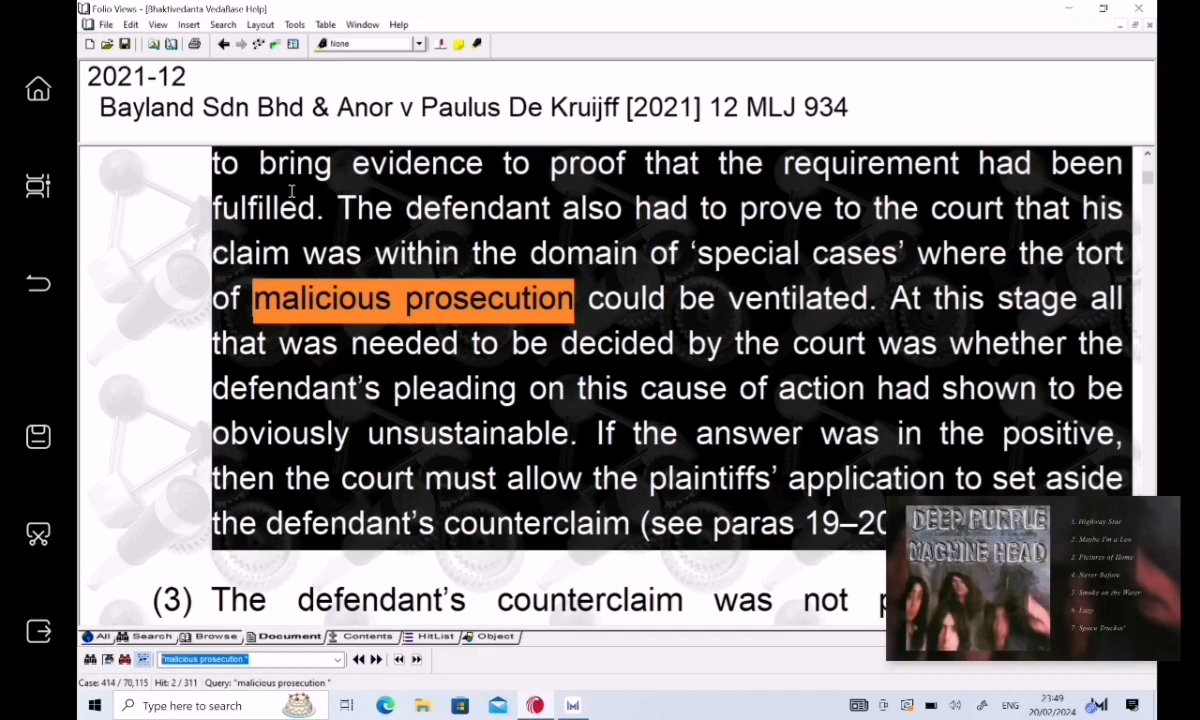 Folio Views - [Bhaktivedanta VedaBase Help]
File Edit View Insert Search Layout Tools Table Window Help
None
2021-12
Bayland Sdn Bhd & Anor v Paulus De Kruijff [2021] 12 MLJ 934
to bring evidence to proof that the requirement had been
fulfilled. The defendant also had to prove to the court that his
claim was within the domain of ‘special cases’ where the tort
of malicious prosecution could be ventilated. At this stage all
that was needed to be decided by the court was whether the
defendant’s pleading on this cause of action had shown to be
obviously unsustainable. If the answer was in the positive,
then the court must allow the plaintiffs’ application to set aside
the defendant’s counterclaim (see paras 19–20
(3) The defendant’s counterclaim was not
DEEP PURPLE
MACHINE HEAD
1. Highway Star
2. Maybe I'm a Leo
3. Pictures of Home
4. Never Before
5. Smoke on the Water
6. Lazy
7. Space Truckin'
All Search Browse Document Contents HitList Object
"malicious prosecution "
Case: 414 / 70,115 Hit: 2 / 311 Query: "malicious prosecution "
Type here to search
ENG
23:49
20/02/2024